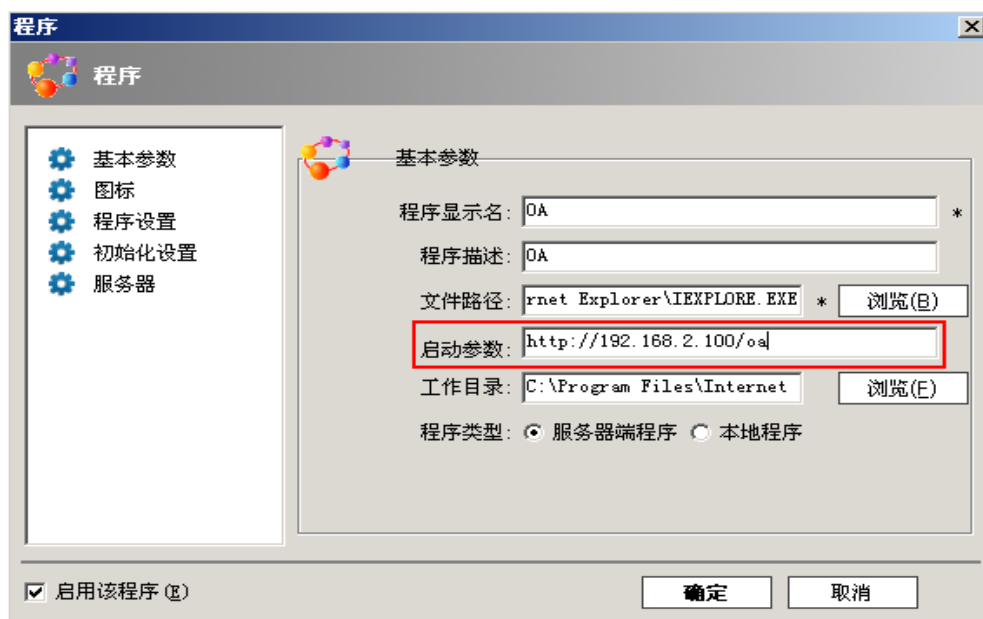 程序
程序
基本参数
图标
程序设置
初始化设置
服务器
基本参数
程序显示名: OA *
程序描述: OA
文件路径: rnet Explorer\IEXPLORE.EXE * 浏览(B)
启动参数: http://192.168.2.100/oa
工作目录: C:\Program Files\Internet 浏览(F)
程序类型: 服务器端程序 本地程序
启用该程序(E) 确定 取消